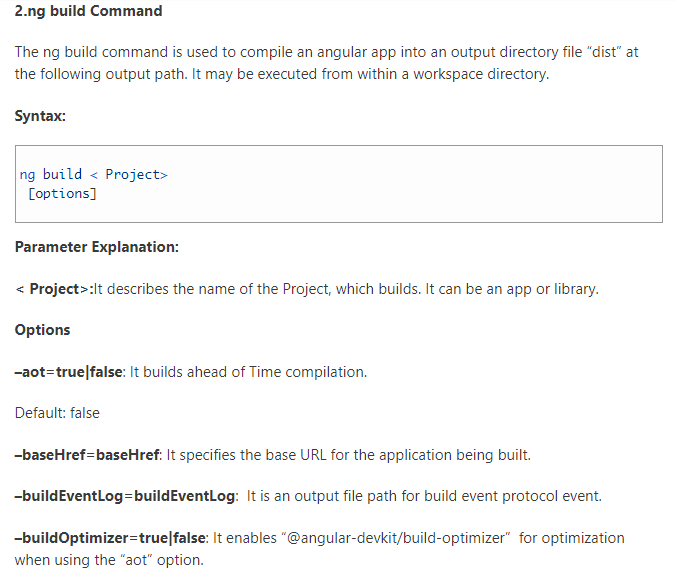 2.ng build Command
The ng build command is used to compile an angular app into an output directory file “dist” at
the following output path. It may be executed from within a workspace directory.
Syntax:
ng build < Project>
[options]
Parameter Explanation:
< Project>:It describes the name of the Project, which builds. It can be an app or library.
Options
–aot=true|false: It builds ahead of Time compilation.
Default: false
–baseHref=baseHref: It specifies the base URL for the application being built.
–buildEventLog=buildEventLog:  It is an output file path for build event protocol event.
–buildOptimizer=true|false: It enables “@angular-devkit/build-optimizer”  for optimization
when using the “aot” option.